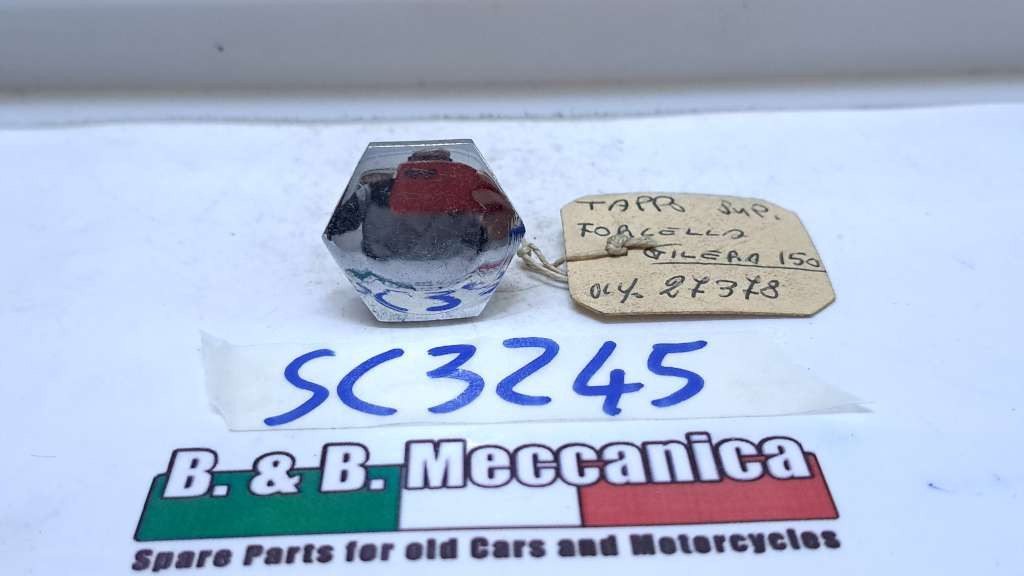 TAPPO SUP.
FORCELLA
GILERA 150
27378
SC3245
B. & B. Meccanica
Spare Parts for old Cars and Motorcycles